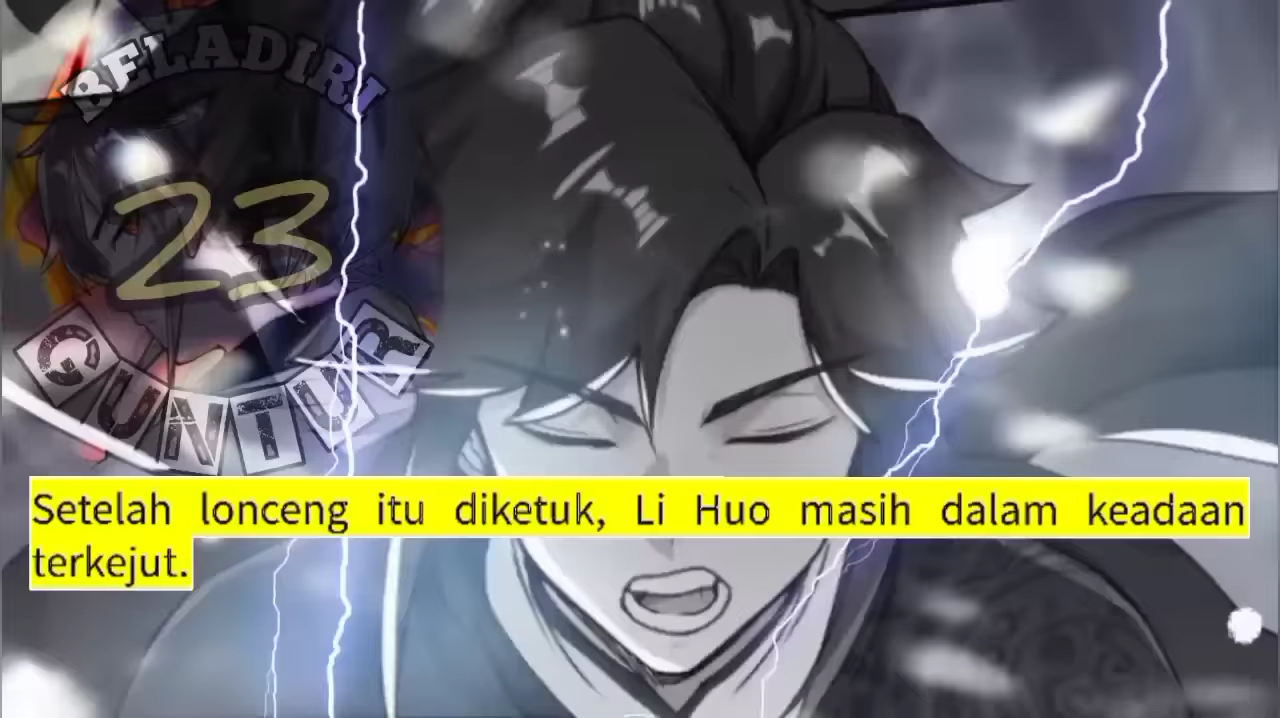 BELADIRI
23
GUNTUR
Setelah lonceng itu diketuk, Li Huo masih dalam keadaan
terkejut.